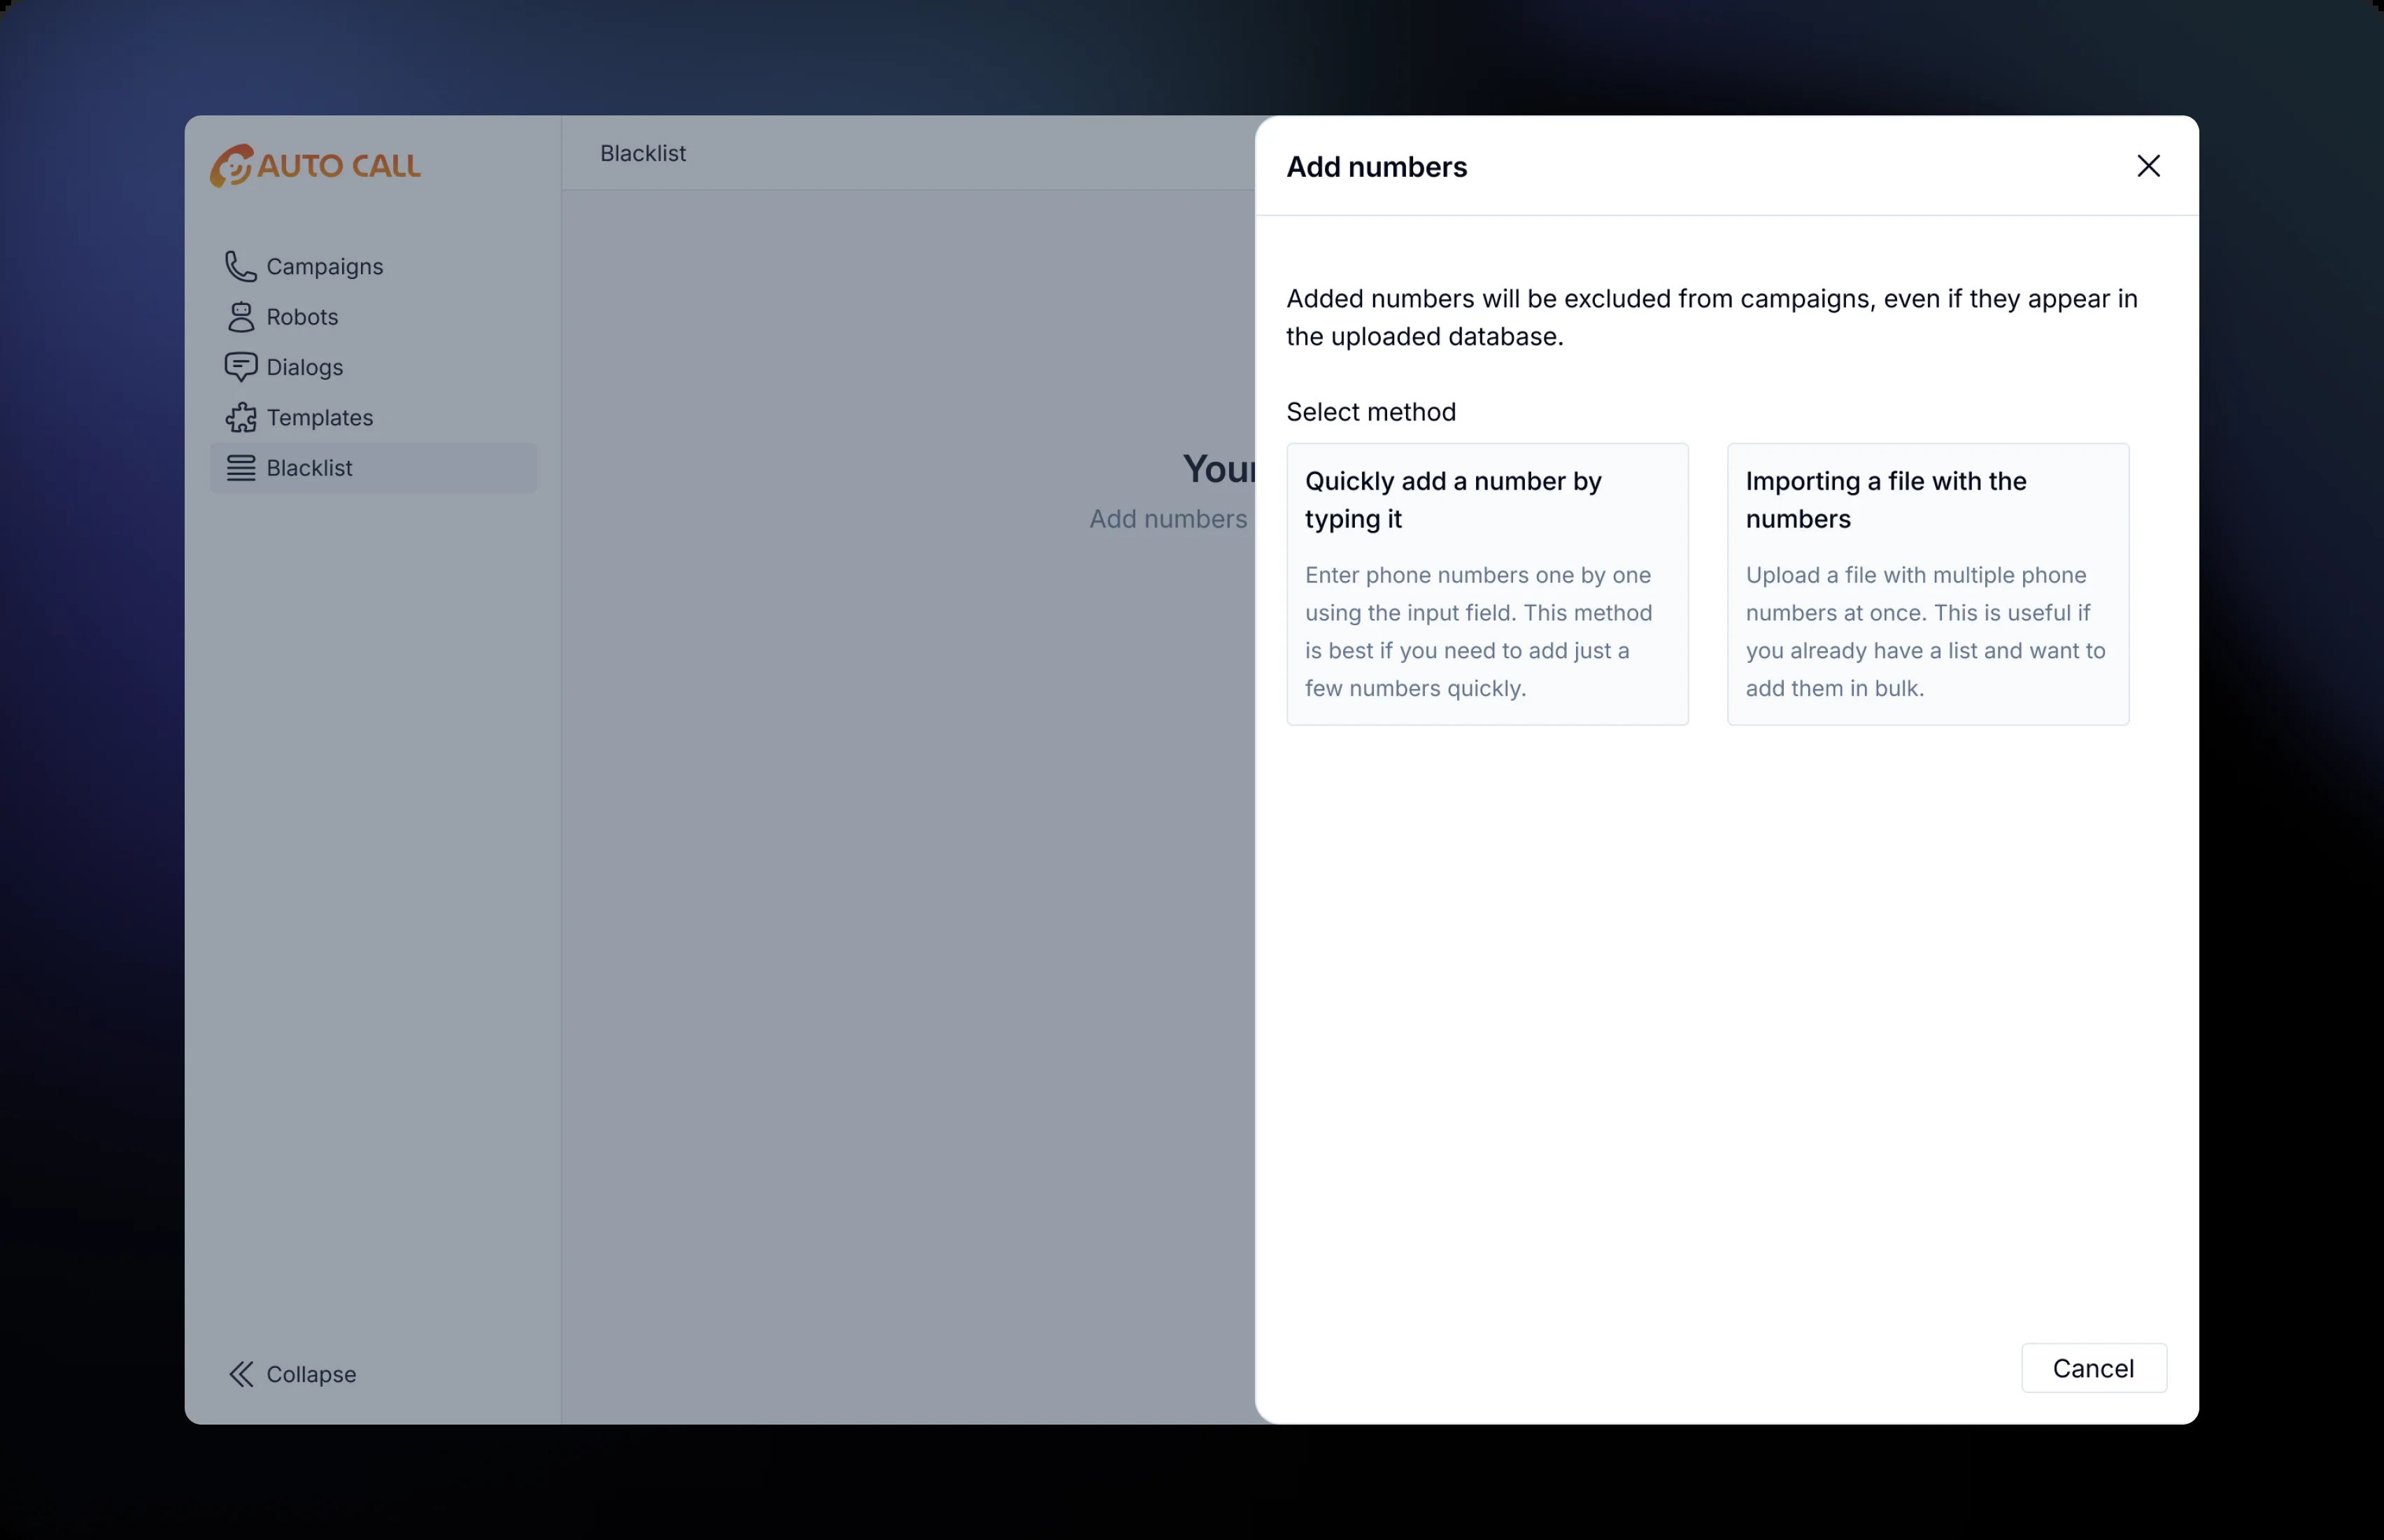 AUTO CALL
Campaigns
Robots
Dialogs
Templates
Blacklist
Collapse
Blacklist
Add numbers
Add numbers
Added numbers will be excluded from campaigns, even if they appear in
the uploaded database.
Select method
Quickly add a number by
typing it
Enter phone numbers one by one
using the input field. This method
is best if you need to add just a
few numbers quickly.
Importing a file with the
numbers
Upload a file with multiple phone
numbers at once. This is useful if
you already have a list and want to
add them in bulk.
Cancel